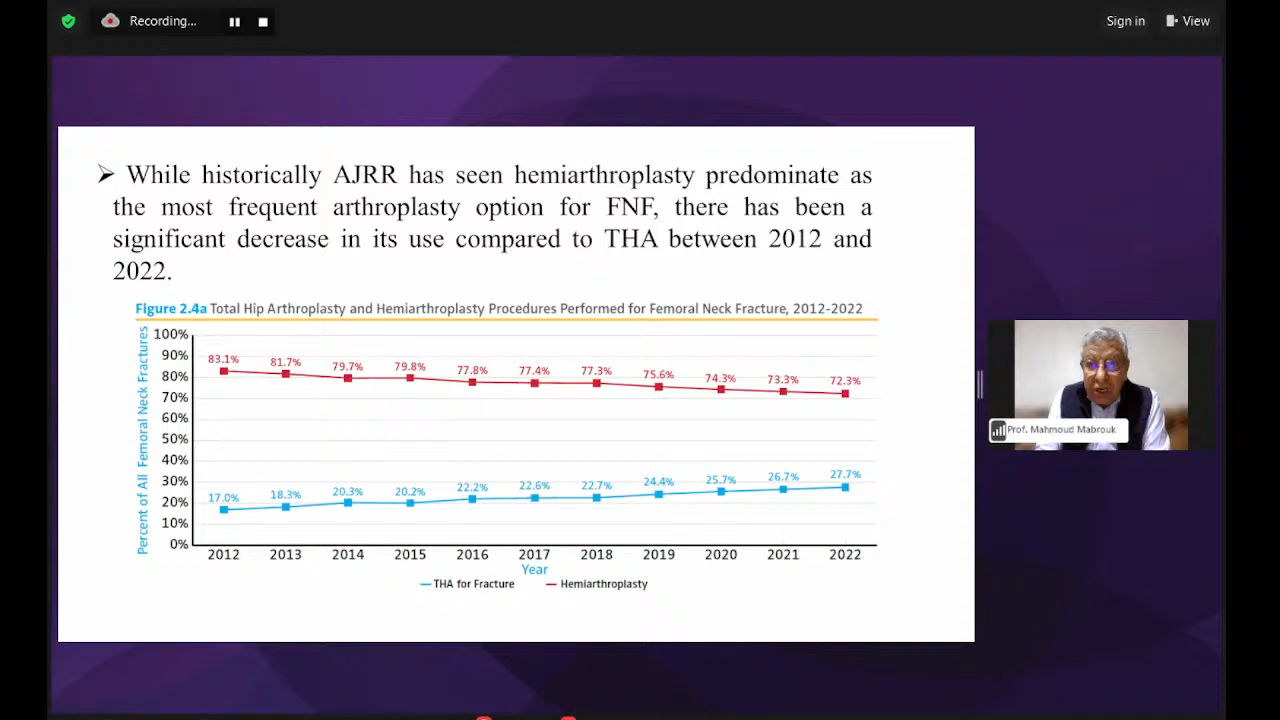 Recording...
Sign in
View
➢ While historically AJRR has seen hemiarthroplasty predominate as
the most frequent arthroplasty option for FNF, there has been a
significant decrease in its use compared to THA between 2012 and
2022.
Figure 2.4a Total Hip Arthroplasty and Hemiarthroplasty Procedures Performed for Femoral Neck Fracture, 2012-2022
Percent of All Femoral Neck Fractures
100%
90%
80%
70%
60%
50%
40%
30%
20%
10%
0%
83.1% 81.7% 79.7% 79.8% 77.8% 77.4% 77.3% 75.6% 74.3% 73.3% 72.3%
17.0% 18.3% 20.3% 20.2% 22.2% 22.6% 22.7% 24.4% 25.7% 26.7% 27.7%
2012 2013 2014 2015 2016 2017 2018 2019 2020 2021 2022
Year
THA for Fracture Hemiarthroplasty
Prof. Mahmoud Mabrouk